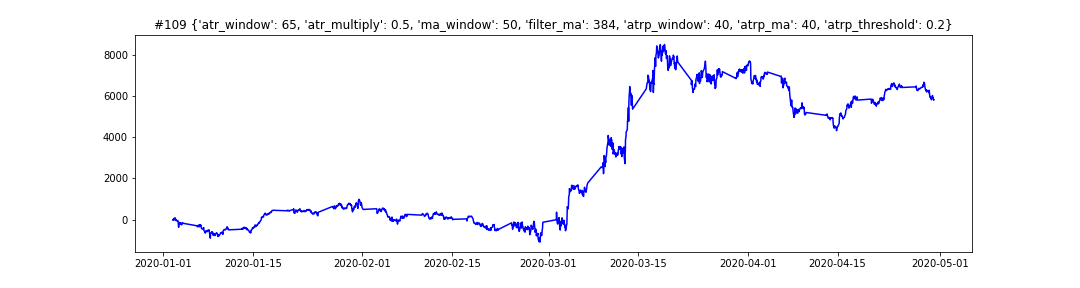 #109 {'atr_window': 65, 'atr_multiply': 0.5, 'ma_window': 50, 'filter_ma': 384, 'atrp_window': 40, 'atrp_ma': 40, 'atrp_threshold': 0.2}
8000
6000
4000
2000
0
2020-01-01 2020-01-15 2020-02-01 2020-02-15 2020-03-01 2020-03-15 2020-04-01 2020-04-15 2020-05-01